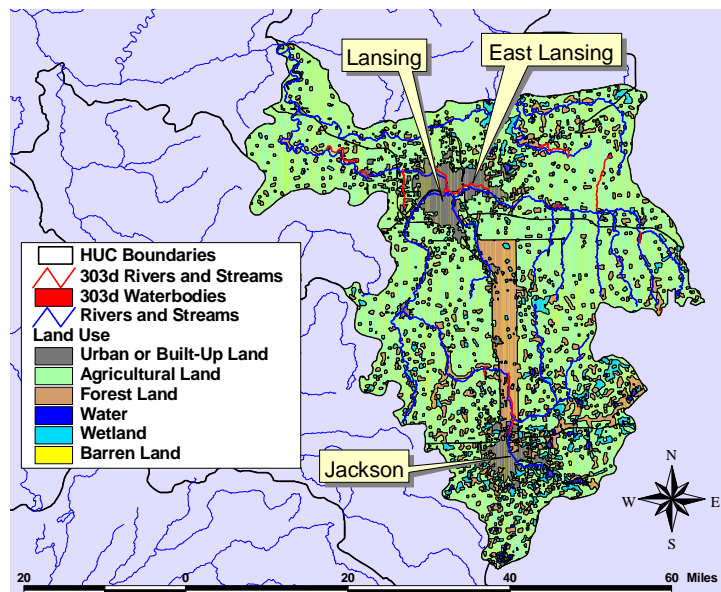 Lansing
East Lansing
HUC Boundaries
303d Rivers and Streams
303d Waterbodies
Rivers and Streams
Land Use
Urban or Built-Up Land
Agricultural Land
Forest Land
Water
Wetland
Barren Land
Jackson
N
W E
S
20 0 20 40 60 Miles